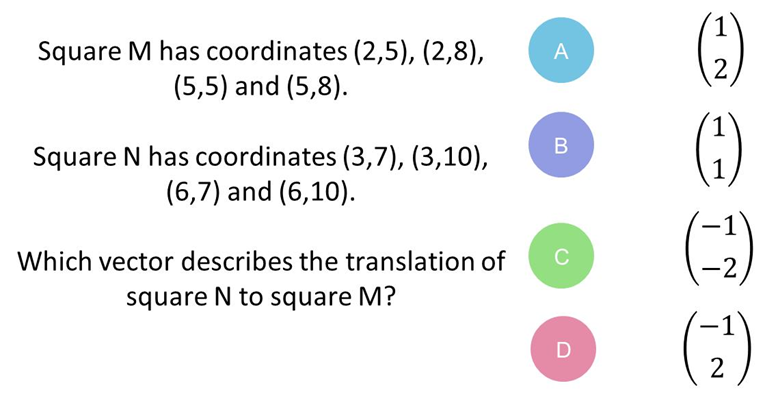 Square M has coordinates (2,5), (2,8),
(5,5) and (5,8).
Square N has coordinates (3,7), (3,10),
(6,7) and (6,10).
Which vector describes the translation of
square N to square M?
A
(1
2)
B
(1
1)
C
(−1
−2)
D
(−1
2)